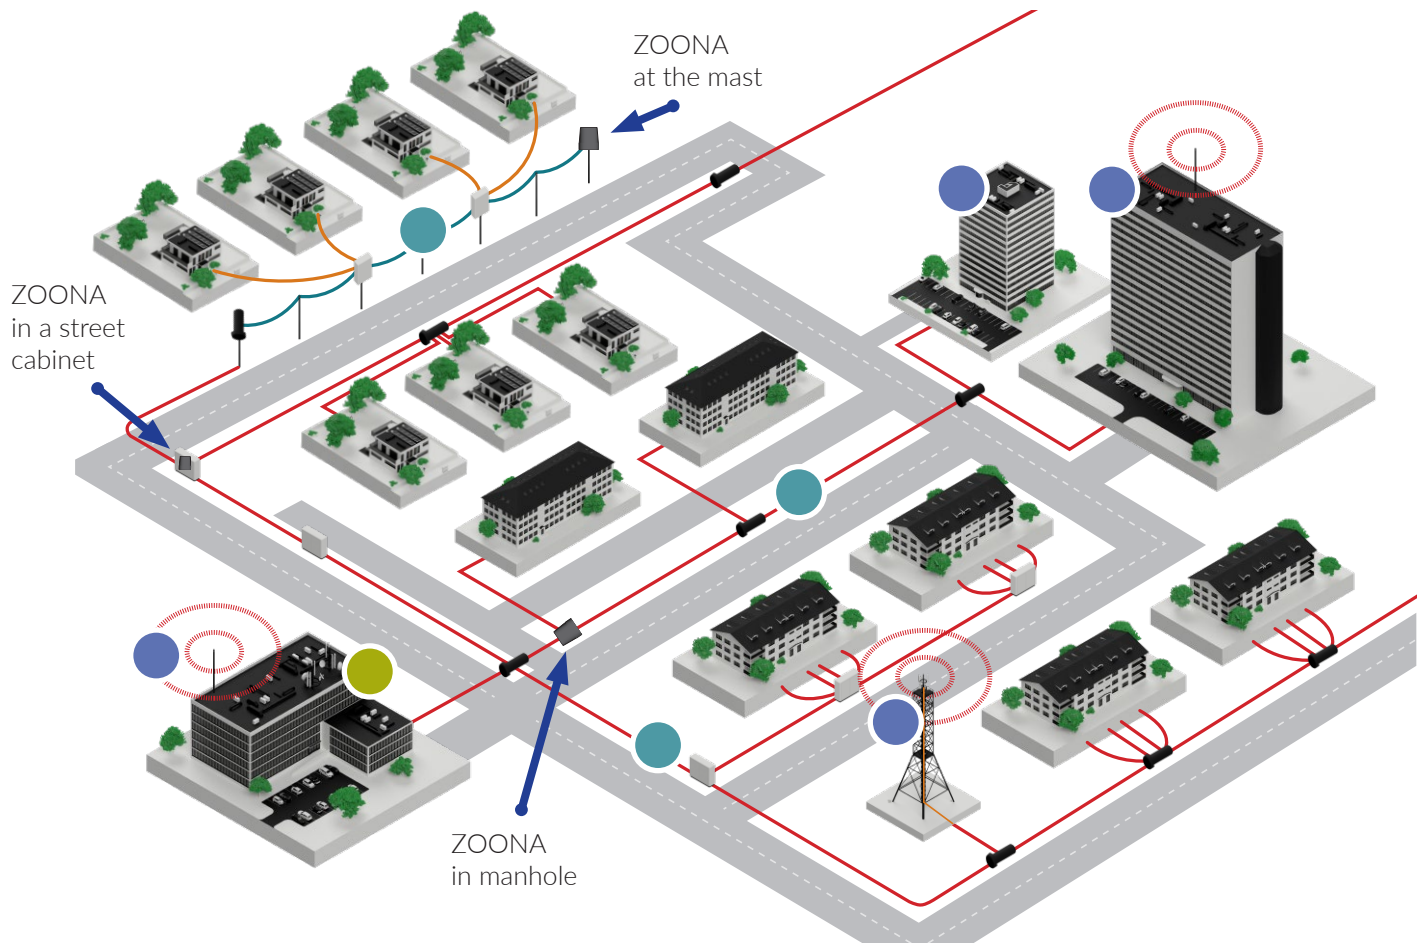 ZOONA
at the mast
ZOONA
in a street
cabinet
ZOONA
in manhole